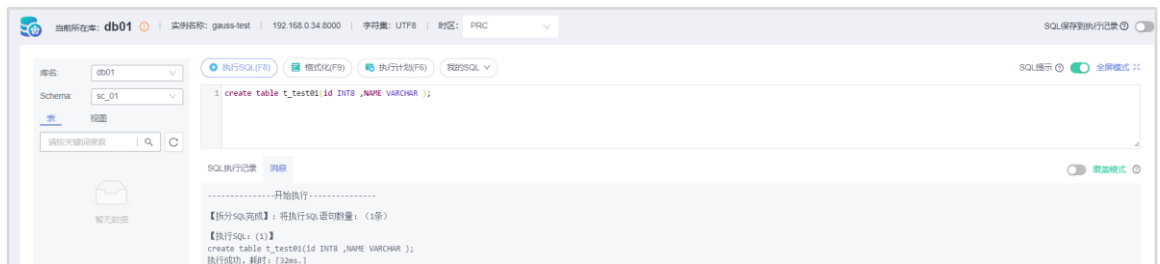 当前所在库: db01 | 实例名称: gauss-test | 192.168.0.34:8000 | 字符集: UTF8 | 时区: PRC SQL保存到执行记录
库名: db01 执行SQL(F8) 格式化(F9) 执行计划(F6) 我的SQL SQL提示 全屏模式
Schema: sc_01 1 create table t_test01(id INT8 ,NAME VARCHAR );
表 视图
请按关键词搜索
SQL执行记录 消息 覆盖模式
---------------开始执行---------------
暂无数据
【拆分SQL完成】: 将执行SQL语句数量: (1条)
【执行SQL: (1)】
create table t_test01(id INT8 ,NAME VARCHAR );
执行成功, 耗时: [32ms.]